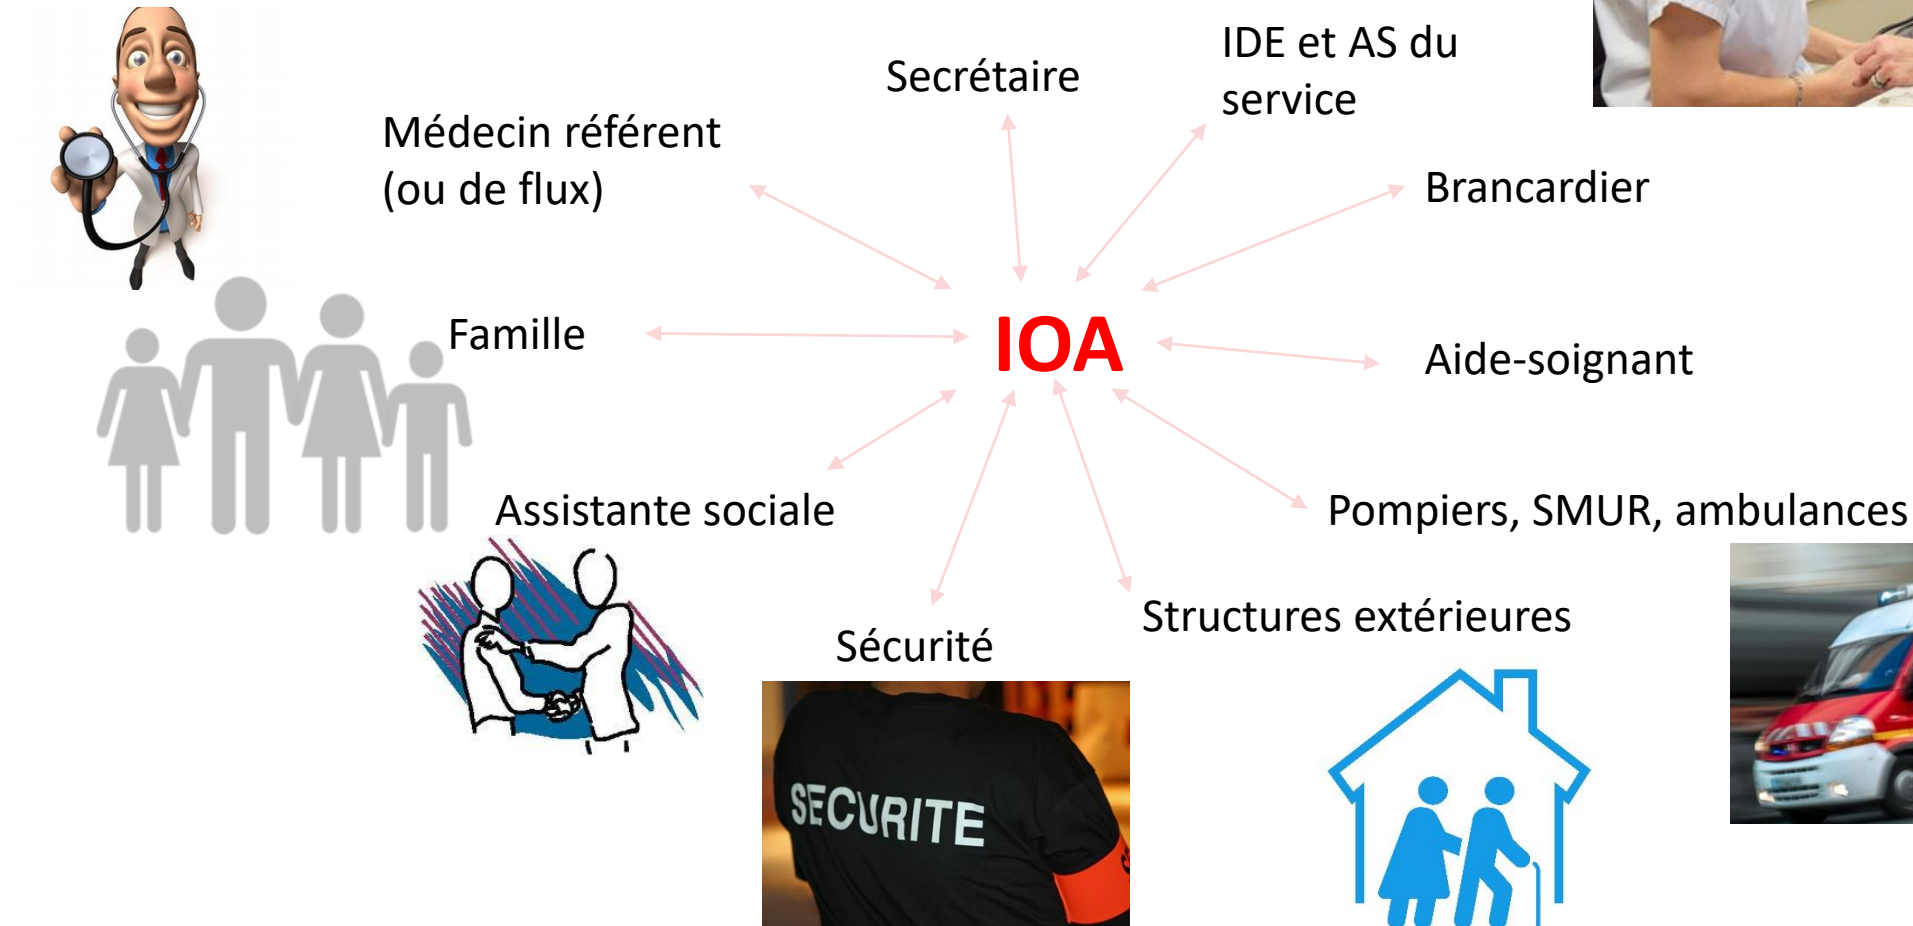 Secrétaire
IDE et AS du
service
Médecin référent
(ou de flux)
Brancardier
Famille
IOA
Aide-soignant
Assistante sociale
Pompiers, SMUR, ambulances
Structures extérieures
Sécurité
SECURITE